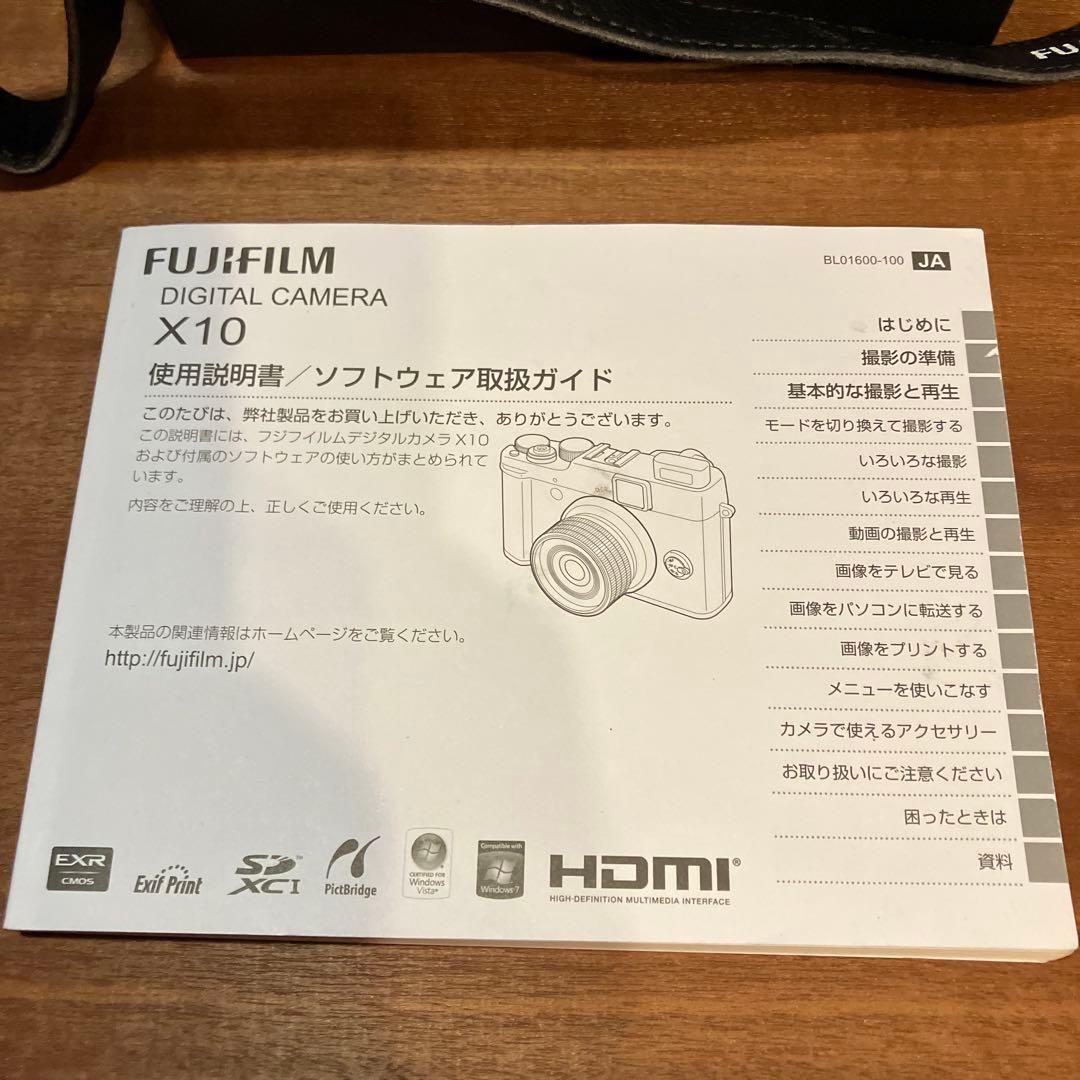 FUJ
FUJIFILM
BL01600-100 JA
DIGITAL CAMERA
X10
使用説明書/ソフトウェア取扱ガイド
このたびは、弊社製品をお買い上げいただき、ありがとうございます。
この説明書には、フジフイルムデジタルカメラ X10
および付属のソフトウェアの使い方がまとめられて
います。
内容をご理解の上、正しくご使用ください。
本製品の関連情報はホームページをご覧ください。
http://fujifilm.jp/
はじめに
撮影の準備
基本的な撮影と再生
モードを切り換えて撮影する
いろいろな撮影
いろいろな再生
動画の撮影と再生
画像をテレビで見る
画像をパソコンに転送する
画像をプリントする
メニューを使いこなす
カメラで使えるアクセサリー
お取り扱いにご注意ください
困ったときは
資料
EXR
CMOS
Exif Print
SD
XC I
™
PictBridge
CERTIFIED FOR
Windows
Vista®
Compatible with
Windows® 7
HDMI®
HIGH-DEFINITION MULTIMEDIA INTERFACE